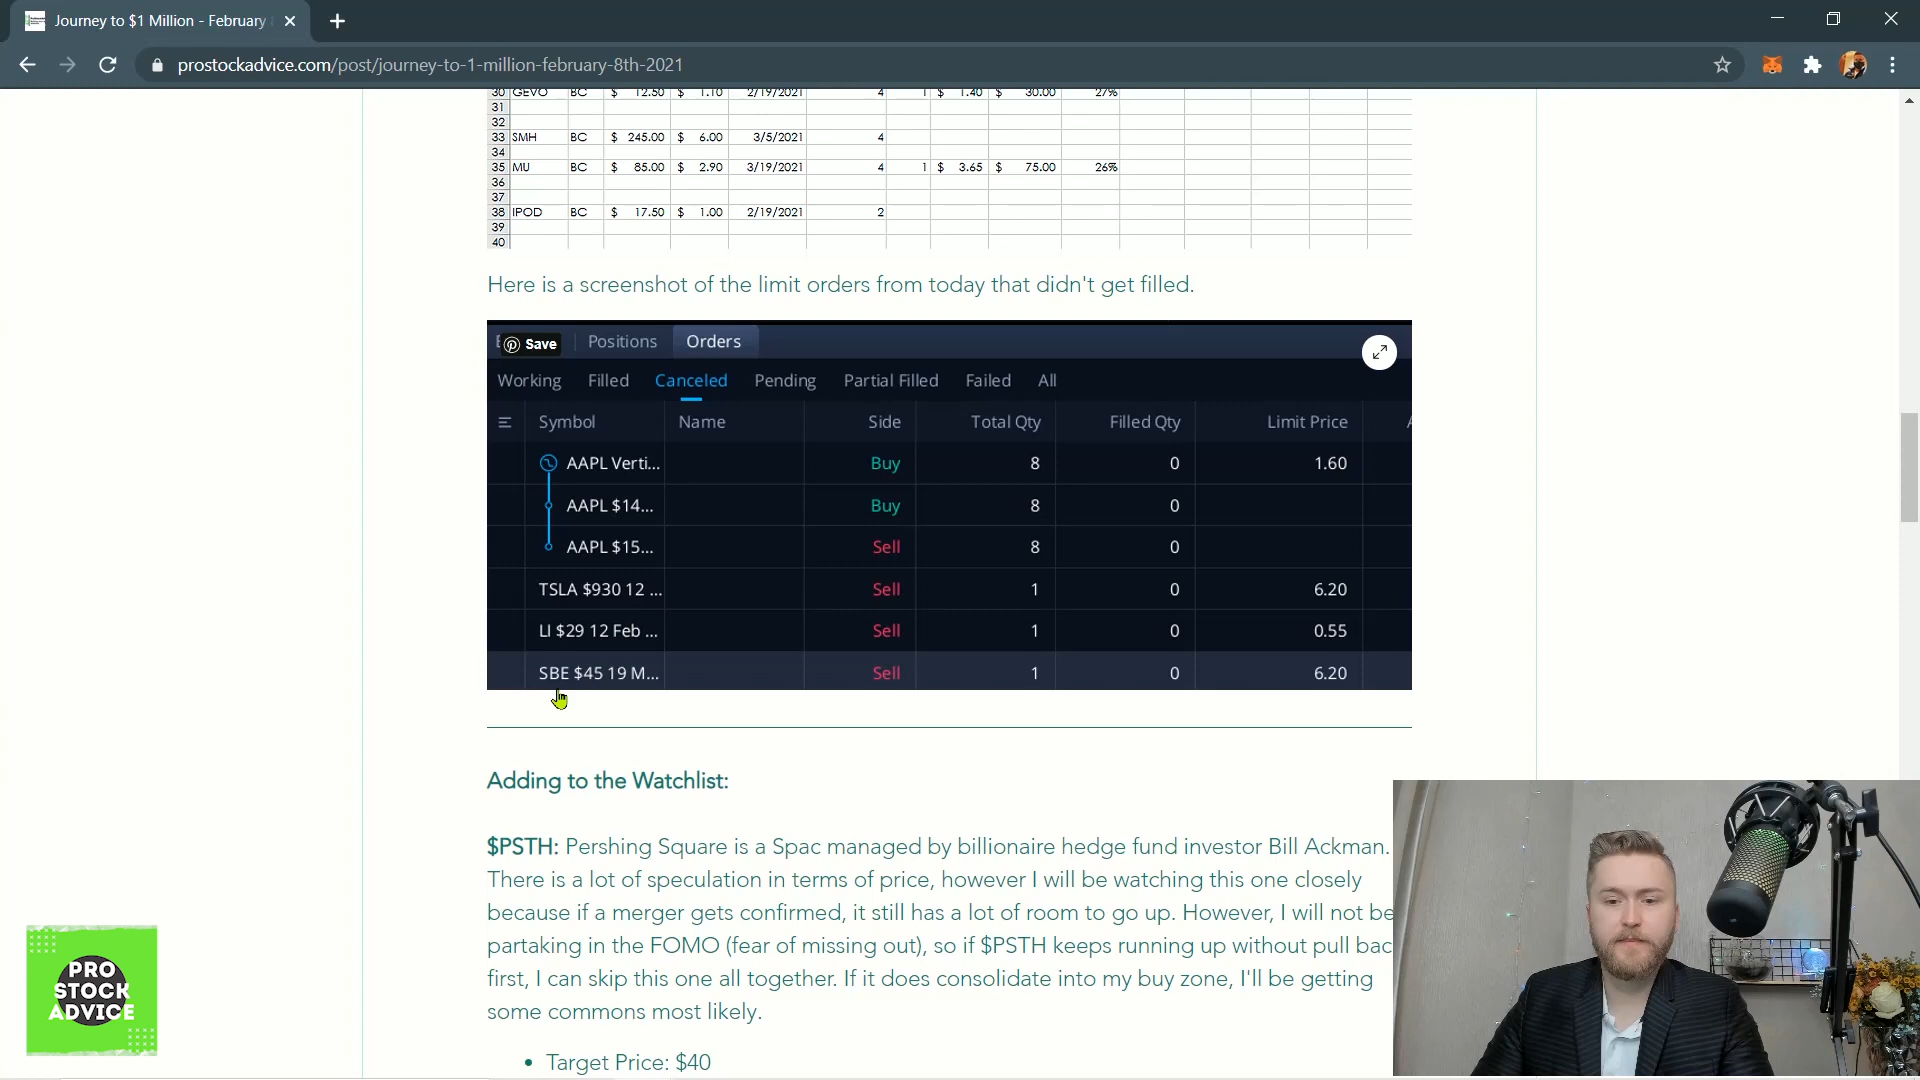 Journey to $1 Million - February
prostockadvice.com/post/journey-to-1-million-february-8th-2021
30 GEVO BC $ 12.50 $ 1.10 2/19/2021 4 1 $ 1.40 $ 30.00 27%
31
32
33 SMH BC $ 245.00 $ 6.00 3/5/2021 4
34
35 MU BC $ 85.00 $ 2.90 3/19/2021 4 1 $ 3.65 $ 75.00 26%
36
37
38 IPOD BC $ 17.50 $ 1.00 2/19/2021 2
39
40
Here is a screenshot of the limit orders from today that didn't get filled.
Save Positions Orders
Working Filled Canceled Pending Partial Filled Failed All
Symbol Name Side Total Qty Filled Qty Limit Price
AAPL Verti... Buy 8 0 1.60
AAPL $14... Buy 8 0
AAPL $15... Sell 8 0
TSLA $930 12 ... Sell 1 0 6.20
LI $29 12 Feb ... Sell 1 0 0.55
SBE $45 19 M... Sell 1 0 6.20
Adding to the Watchlist:
$PSTH: Pershing Square is a Spac managed by billionaire hedge fund investor Bill Ackman.
There is a lot of speculation in terms of price, however I will be watching this one closely
because if a merger gets confirmed, it still has a lot of room to go up. However, I will not be
partaking in the FOMO (fear of missing out), so if $PSTH keeps running up without pull bac
first, I can skip this one all together. If it does consolidate into my buy zone, I'll be getting
some commons most likely.
• Target Price: $40
PRO
STOCK
ADVICE